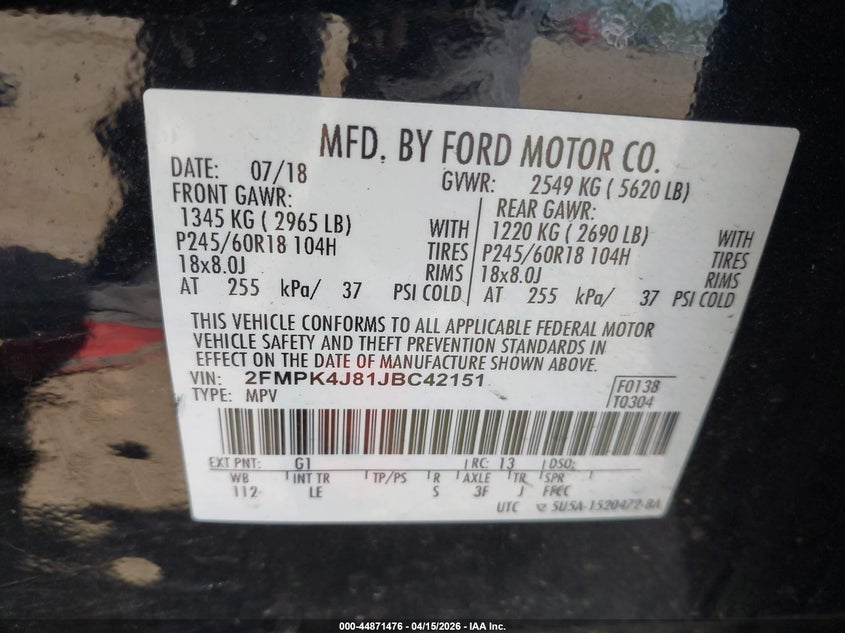 MFD. BY FORD MOTOR CO.
DATE: 07/18 GVWR: 2549 KG ( 5620 LB)
FRONT GAWR: REAR GAWR:
1345 KG ( 2965 LB) WITH 1220 KG ( 2690 LB) WITH
P245/60R18 104H TIRES P245/60R18 104H TIRES
18x8.0J RIMS 18x8.0J RIMS
AT 255 kPa/ 37 PSI COLD AT 255 kPa/ 37 PSI COLD
THIS VEHICLE CONFORMS TO ALL APPLICABLE FEDERAL MOTOR
VEHICLE SAFETY AND THEFT PREVENTION STANDARDS IN
EFFECT ON THE DATE OF MANUFACTURE SHOWN ABOVE.
VIN: 2FMPK4J81JBC42151
TYPE: MPV
F0138
T0304
EXT PNT: G1 RC: 13 DSO:
WB INT TR TP/PS R AXLE TR SPR
112 LE S 3F J
UTC 5U5A-1520472-BA
000-44871476 - 04/15/2026 - IAA Inc.